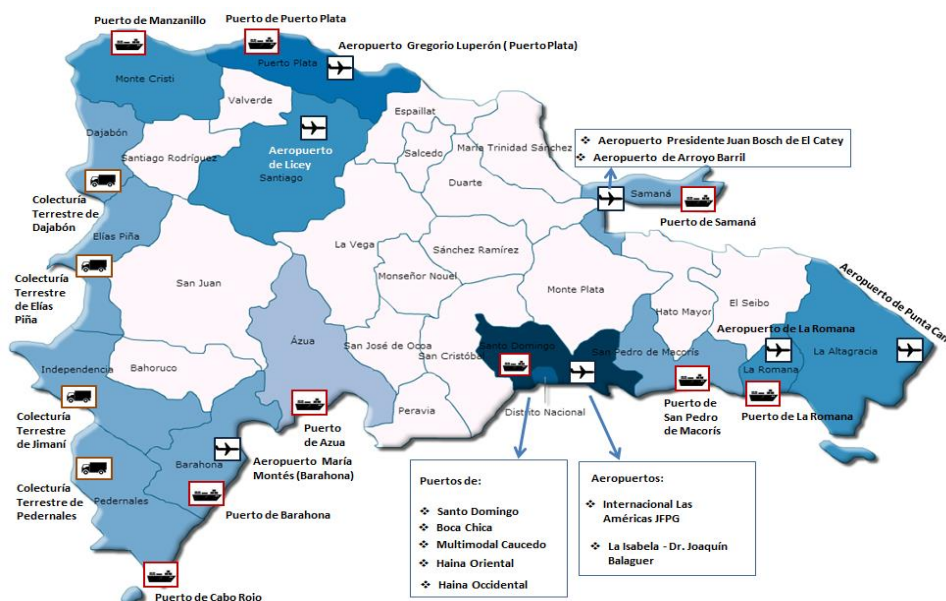 Puerto de Manzanillo
Puerto de Puerto Plata
Aeropuerto Gregorio Luperón ( Puerto Plata)
Puerto Plata
Monte Cristi
Valverde
Espaillat
Dajabón
Santiago Rodríguez
Aeropuerto
de Licey
Santiago
Salcedo
María Trinidad Sánchez
Duarte
❖ Aeropuerto Presidente Juan Bosch de El Catey
❖ Aeropuerto de Arroyo Barril
Samaná
Puerto de Samaná
Colecturía
Terrestre de
Dajabón
Elías Piña
La Vega
Sánchez Ramírez
Colecturía
Terrestre
de Elías
Piña
San Juan
Monseñor Nouel
Monte Plata
Hato Mayor
El Seibo
Aeropuerto de Punta Can
Aeropuerto de La Romana
Independencia
Bahoruco
Ázua
San José de Ocoa
San Cristóbal
Santo Domingo
San Pedro de Macorís
La Romana
La Altagracia
Peravia
Distrito Nacional
Colecturía
Terrestre
de Jimaní
Puerto
de Azua
Puerto de
San Pedro
de Macorís
Puerto de La Romana
Barahona
Aeropuerto María
Montés (Barahona)
Colecturía
Terrestre de
Pedernales
Pedernales
Puerto de Barahona
Puerto de Cabo Rojo
Puertos de:
❖ Santo Domingo
❖ Boca Chica
❖ Multimodal Caucedo
❖ Haina Oriental
❖ Haina Occidental
Aeropuertos:
❖ Internacional Las
Américas JFPG
❖ La Isabela - Dr. Joaquín
Balaguer